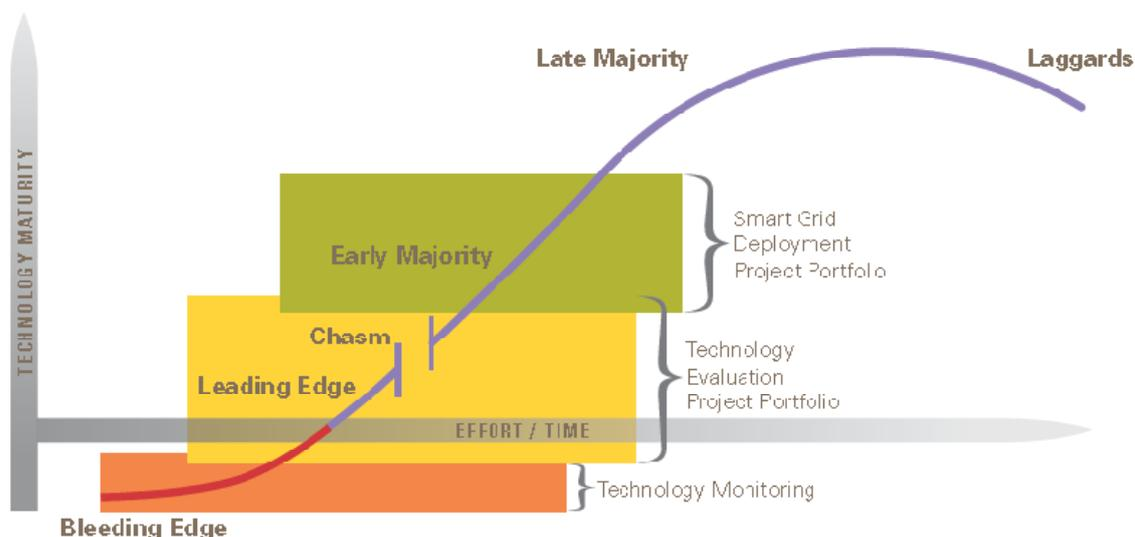 Late Majority
Laggards
TECHNOLOGY MATURITY
Smart Grid
Deployment
Project Portfolio
Early Majority
Chasm
Technology
Evaluation
Project Portfolio
Leading Edge
EFFORT / TIME
Technology Monitoring
Bleeding Edge